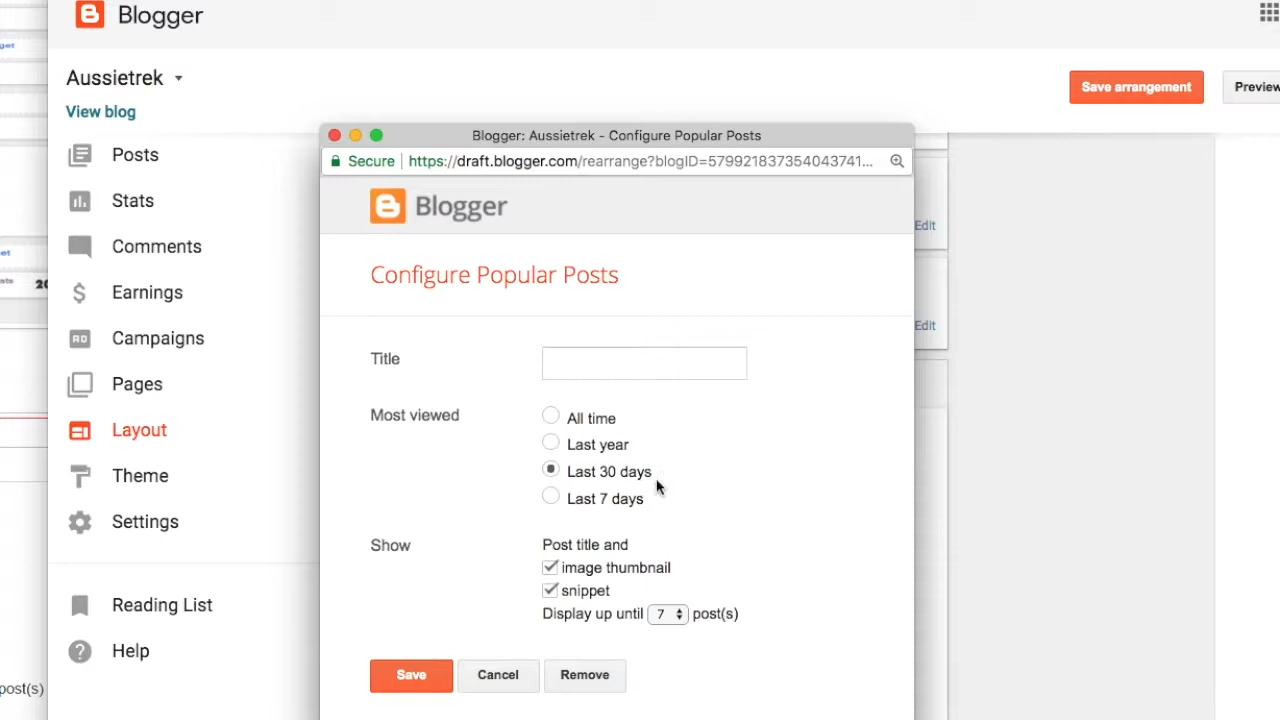 Blogger
Aussietrek
View blog
Save arrangement
Preview
Posts
Stats
Comments
Earnings
Campaigns
Pages
Layout
Theme
Settings
Reading List
Help
post(s)
Blogger: Aussietrek - Configure Popular Posts
Secure https://draft.blogger.com/rearrange?blogID=579921837354043741...
Blogger
Configure Popular Posts
Title
Most viewed
All time
Last year
Last 30 days
Last 7 days
Show
Post title and
image thumbnail
snippet
Display up until 7 post(s)
Save Cancel Remove
Edit
Edit